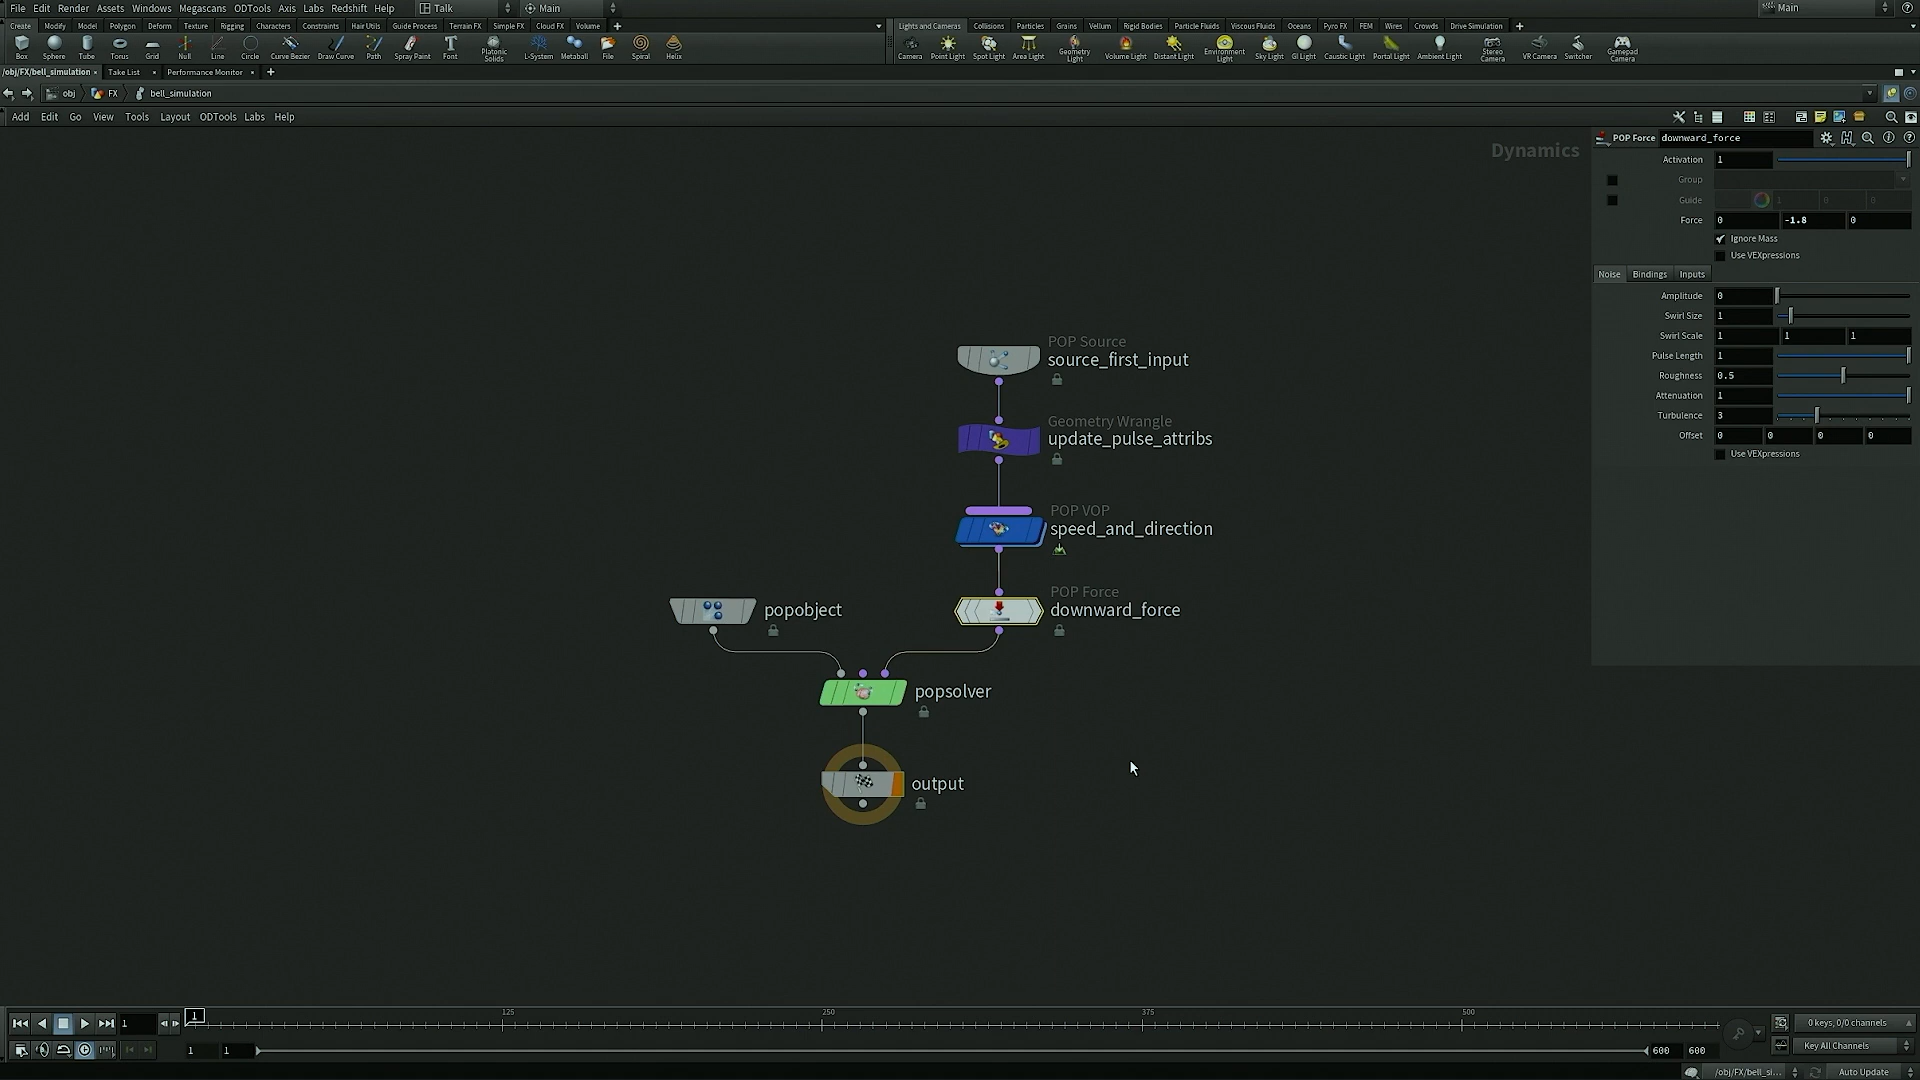 File Edit Render Assets Windows Megascans ODTools Axis Labs Redshift Help Talk Main Main
Create Modify Model Polygon Deform Texture Rigging Characters Constraints Hair Utils Guide Process Terrain FX Simple FX Cloud FX Volume
Lights and Cameras Collisions Particles Grains Vellum Rigid Bodies Particle Fluids Viscous Fluids Oceans Pyro FX FEM Wires Crowds Drive Simulation
Box Sphere Tube Torus Grid Null Line Circle Curve Bezier Draw Curve Path Spray Paint Font Platonic Solids L-System Metaball File Spiral Helix
Camera Point Light Spot Light Area Light Geometry Light Volume Light Distant Light Environment Light Sky Light GI Light Caustic Light Portal Light Ambient Light Stereo Camera VR Camera Switcher Gamepad Camera
/obj/FX/bell_simulation Take List Performance Monitor
obj FX bell_simulation
Add Edit Go View Tools Layout ODTools Labs Help
Dynamics
POP Force downward_force
Activation 1
Group
Guide 1 0 0
Force 0 -1.8 0
Ignore Mass
Use VEXpressions
Noise Bindings Inputs
Amplitude 0
Swirl Size 1
Swirl Scale 1 1 1
Pulse Length 1
Roughness 0.5
Attenuation 1
Turbulence 3
Offset 0 0 0 0
Use VEXpressions
POP Source
source_first_input
Geometry Wrangle
update_pulse_attribs
POP VOP
speed_and_direction
POP Force
downward_force
popobject
popsolver
output
1 1 125 250 375 500
0 keys, 0/0 channels
1 1 600 600
Key All Channels
/obj/FX/bell_si... Auto Update